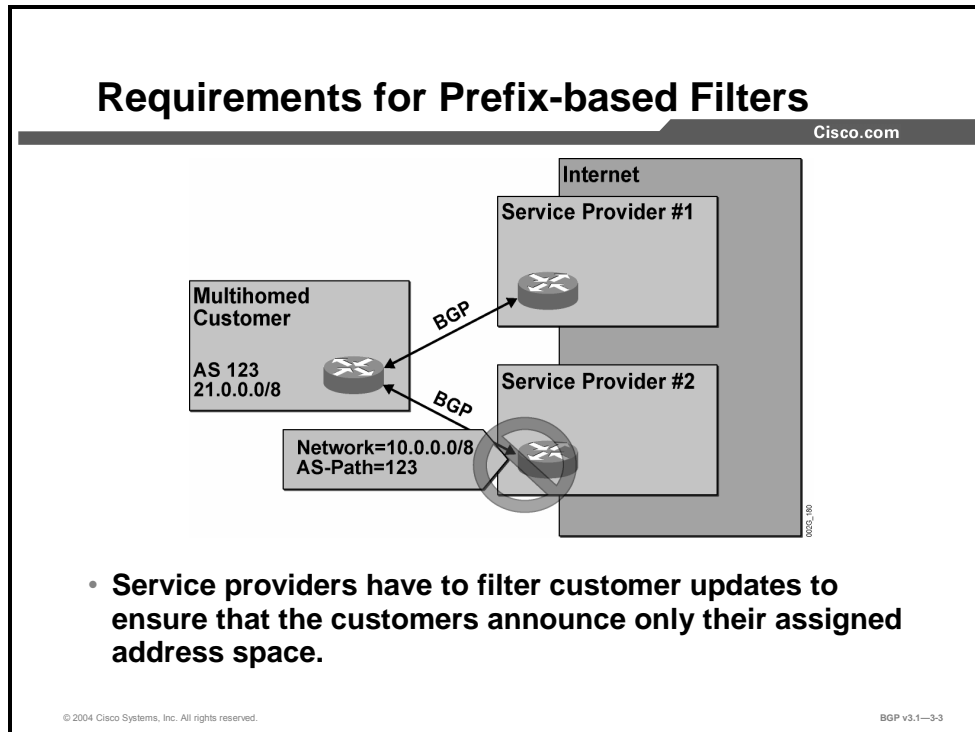 Requirements for Prefix-based Filters
Cisco.com
Internet
Service Provider #1
Multihomed
Customer
BGP
AS 123
21.0.0.0/8
Service Provider #2
BGP
Network=10.0.0.0/8
AS-Path=123
002G_180
• Service providers have to filter customer updates to
ensure that the customers announce only their assigned
address space.
© 2004 Cisco Systems, Inc. All rights reserved.
BGP v3.1—3-3